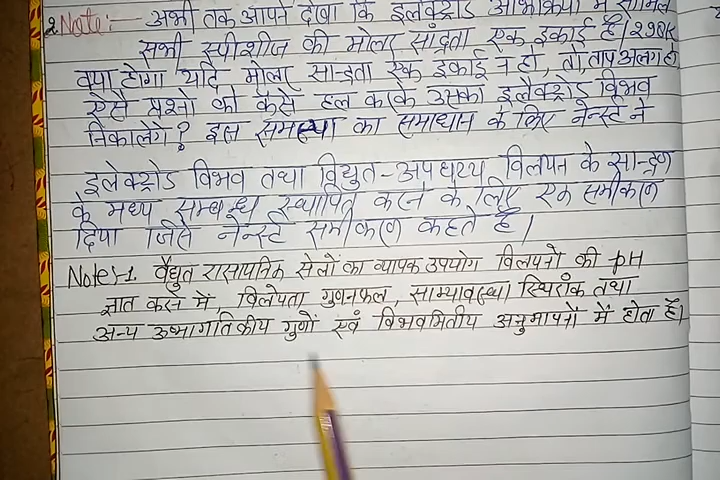 2 Note:- अभी तक आपने देखा कि इलेक्ट्रोड अभिक्रिया में सामिल
सभी स्पीशीज की मोलर सांद्रता एक इकाई है। 298K
क्या होगा यदि मोलर सान्द्रता एक इकाई न हो, तो, ताप अलग हो
ऐसे प्रश्नों को कैसे हल करके उसका इलेक्ट्रोड विभव
निकालेंगे? इस समस्या का समाधान के लिए नेर्न्स्ट ने
इलेक्ट्रोड विभव तथा विद्युत-अपघट्य विलयन के सान्द्रण
के मध्य सम्बन्ध स्थापित करने के लिए एक समीकरण
दिया जिसे नेर्न्स्ट समीकरण कहते हैं।
Note:-1. वैद्युत रासायनिक सेलों का व्यापक उपयोग विलयनों की pH
ज्ञात करने में, विलेयता गुणनफल, साम्यावस्था स्थिरांक तथा
अन्य ऊष्मागतिकीय गुणों एवं विभवमितीय अनुमापनों में होता है।